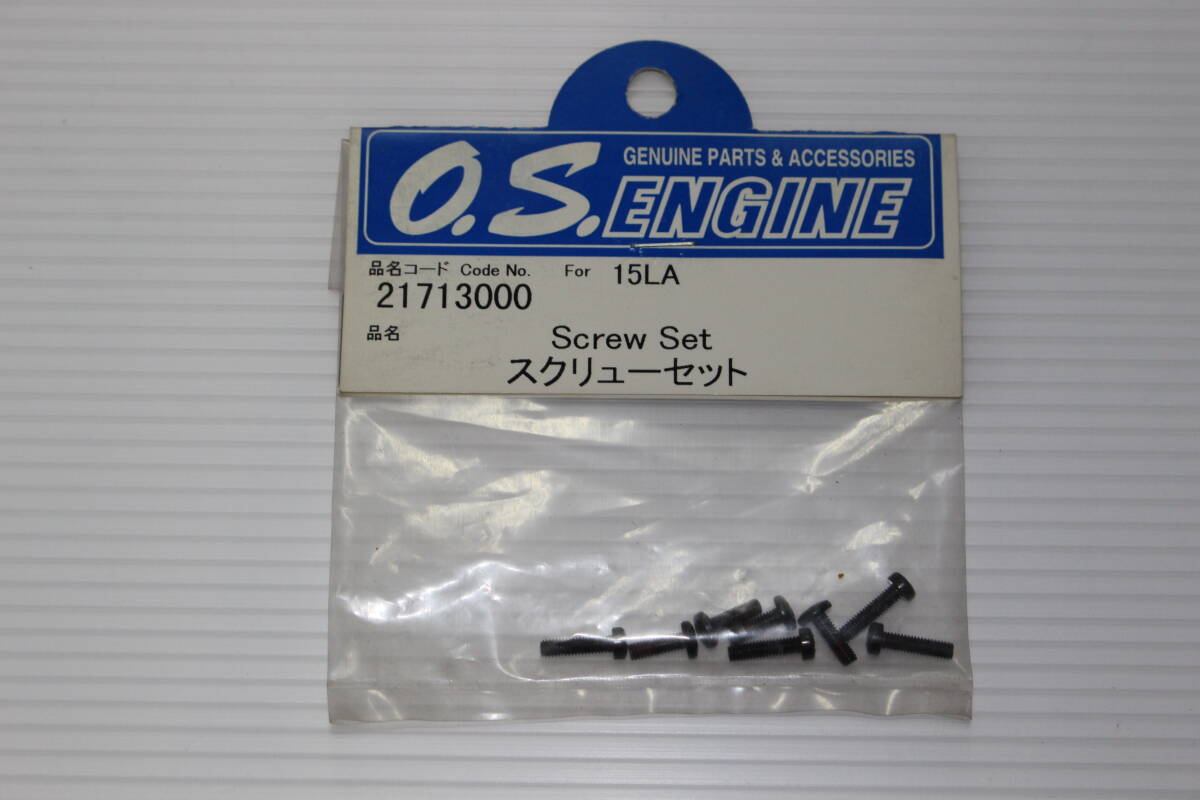 GENUINE PARTS & ACCESSORIES
O.S.ENGINE
品名コード Code No. For 15LA
21713000
品名 Screw Set
スクリューセット